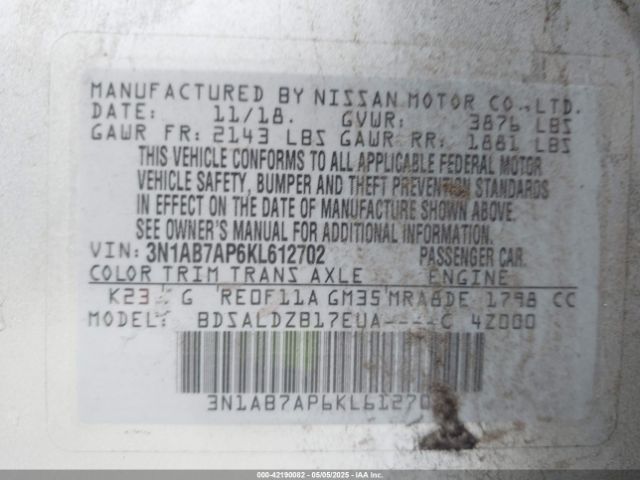 MANUFACTURED BY NISSAN MOTOR CO., LTD.
DATE: 11/18. GVWR: 3876 LBS
GAWR FR: 2143 LBS GAWR RR: 1881 LBS
THIS VEHICLE CONFORMS TO ALL APPLICABLE FEDERAL MOTOR
VEHICLE SAFETY, BUMPER AND THEFT PREVENTION STANDARDS
IN EFFECT ON THE DATE OF MANUFACTURE SHOWN ABOVE.
SEE OWNER'S MANUAL FOR ADDITIONAL INFORMATION.
VIN: 3N1AB7AP6KL612702 PASSENGER CAR.
COLOR TRIM TRANS AXLE ENGINE
K23 G RE0F11A GM35 MRA8DE 1798 CC
MODEL: BDSALDZB17EUA----C 4Z000
3N1AB7AP6KL612702
000-42190082 - 05/05/2025 - IAA Inc.